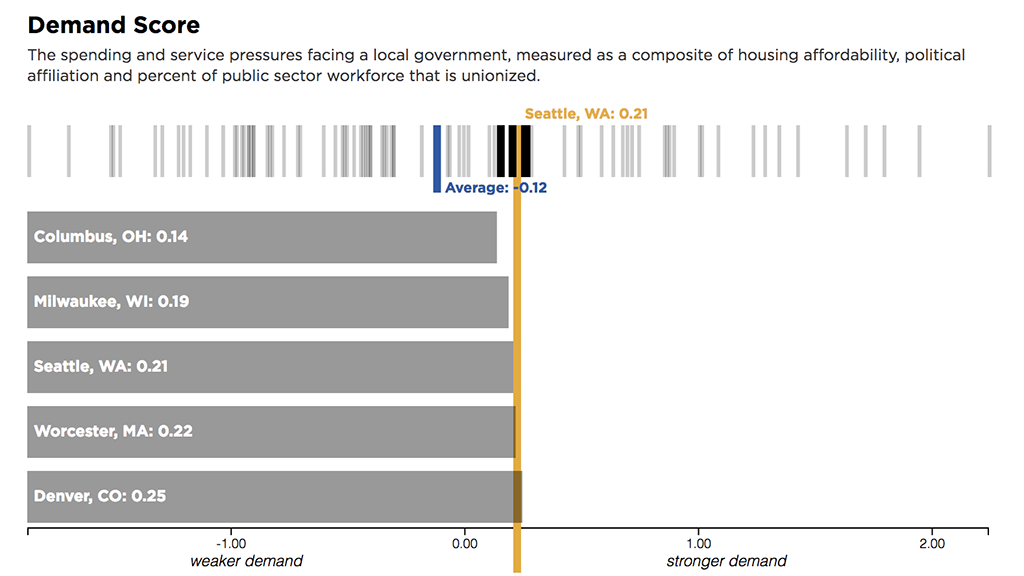 Demand Score
The spending and service pressures facing a local government, measured as a composite of housing affordability, political
affiliation and percent of public sector workforce that is unionized.
Seattle, WA: 0.21
Average: -0.12
Columbus, OH: 0.14
Milwaukee, WI: 0.19
Seattle, WA: 0.21
Worcester, MA: 0.22
Denver, CO: 0.25
-1.00 0.00 1.00 2.00
weaker demand stronger demand